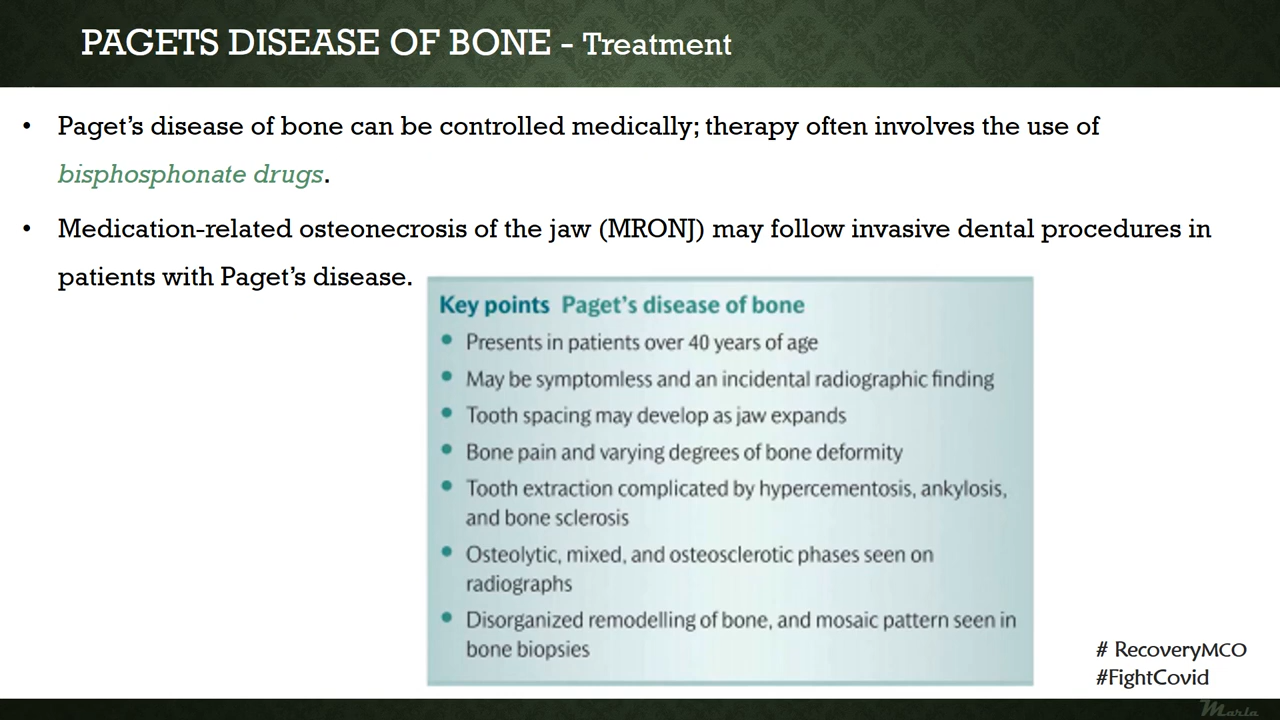 PAGETS DISEASE OF BONE - Treatment
• Paget's disease of bone can be controlled medically; therapy often involves the use of
bisphosphonate drugs.
• Medication-related osteonecrosis of the jaw (MRONJ) may follow invasive dental procedures in
patients with Paget's disease.
Key points Paget's disease of bone
• Presents in patients over 40 years of age
• May be symptomless and an incidental radiographic finding
• Tooth spacing may develop as jaw expands
• Bone pain and varying degrees of bone deformity
• Tooth extraction complicated by hypercementosis, ankylosis,
and bone sclerosis
• Osteolytic, mixed, and osteosclerotic phases seen on
radiographs
• Disorganized remodelling of bone, and mosaic pattern seen in
bone biopsies
# RecoveryMCO
#FightCovid
Marla